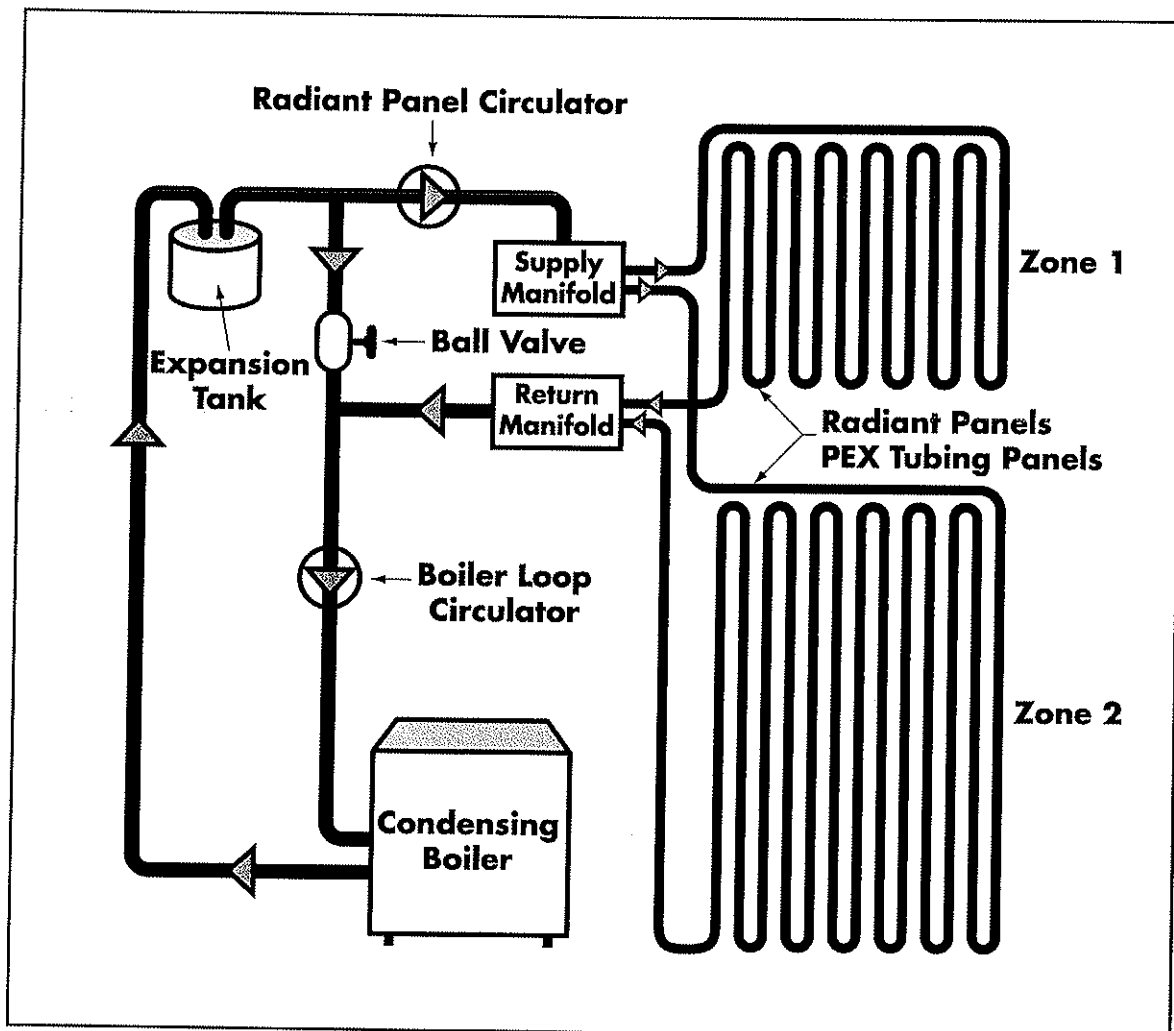 Radiant Panel Circulator
Supply
Manifold
Zone 1
Expansion
Tank
Ball Valve
Return
Manifold
Radiant Panels
PEX Tubing Panels
Boiler Loop
Circulator
Zone 2
Condensing
Boiler